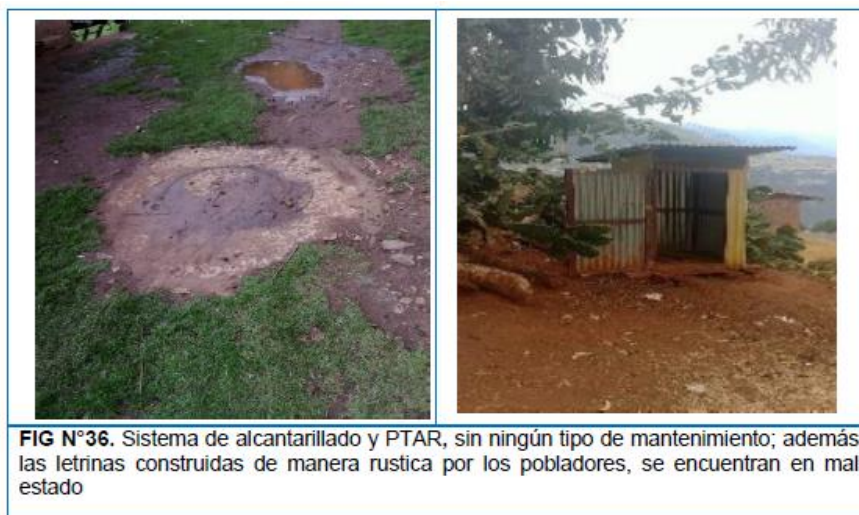 FIG N°36. Sistema de alcantarillado y PTAR, sin ningún tipo de mantenimiento; además
las letrinas construidas de manera rustica por los pobladores, se encuentran en mal
estado